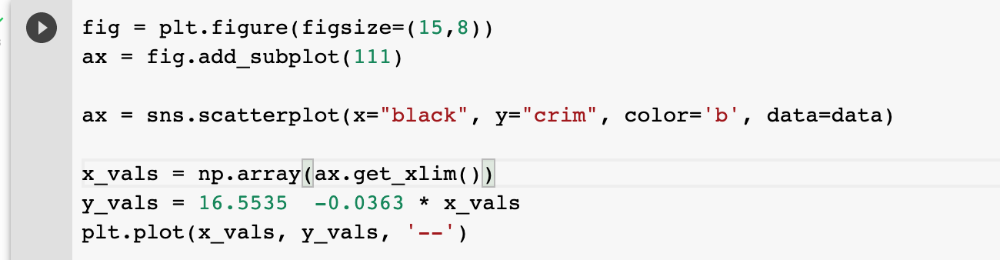 fig = plt.figure(figsize=(15,8))
ax = fig.add_subplot(111)
ax = sns.scatterplot(x="black", y="crim", color='b', data=data)
x_vals = np.array(ax.get_xlim())
y_vals = 16.5535  -0.0363 * x_vals
plt.plot(x_vals, y_vals, '--')